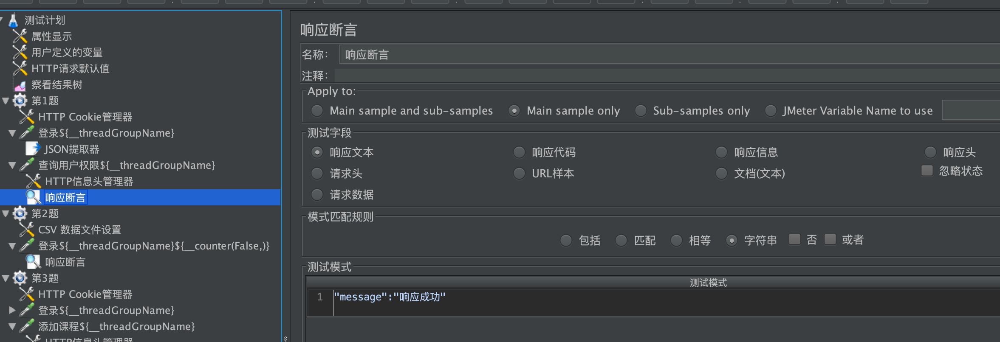 测试计划
属性显示
用户定义的变量
HTTP请求默认值
察看结果树
第1题
HTTP Cookie管理器
登录${__threadGroupName}
JSON提取器
查询用户权限${__threadGroupName}
HTTP信息头管理器
响应断言
第2题
CSV 数据文件设置
登录${__threadGroupName}${__counter(False,)}
响应断言
第3题
HTTP Cookie管理器
登录${__threadGroupName}
添加课程${__threadGroupName}
HTTP信息头管理器
响应断言
名称： 响应断言
注释：
Apply to:
Main sample and sub-samples Main sample only Sub-samples only JMeter Variable Name to use
测试字段
响应文本 响应代码 响应信息 响应头
请求头 URL样本 文档(文本) 忽略状态
请求数据
模式匹配规则
包括 匹配 相等 字符串 否 或者
测试模式
测试模式
1 "message":"响应成功"